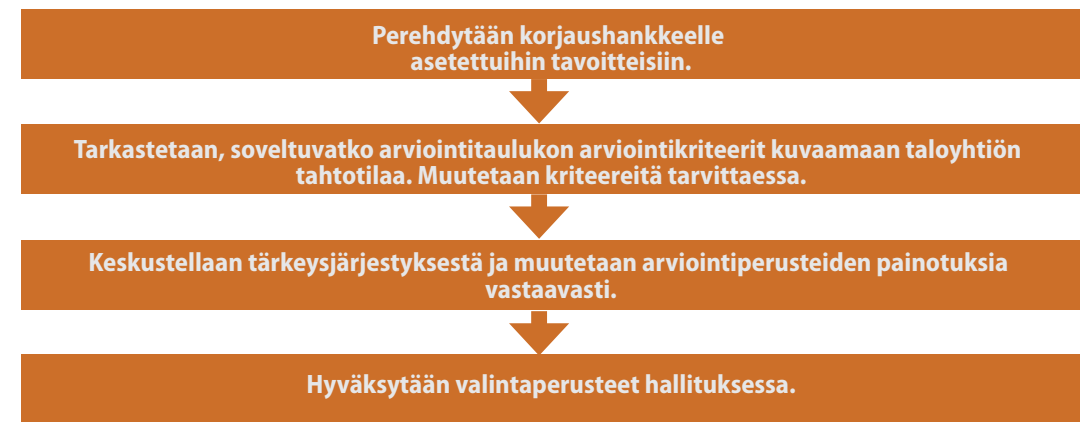 Perehdytään korjaushankkeelle
asetettuihin tavoitteisiin.
Tarkastetaan, soveltuvatko arviointitaulukon arviointikriteerit kuvaamaan taloyhtiön
tahtotilaa. Muutetaan kriteereitä tarvittaessa.
Keskustellaan tärkeysjärjestyksestä ja muutetaan arviointiperusteiden painotuksia
vastaavasti.
Hyväksytään valintaperusteet hallituksessa.